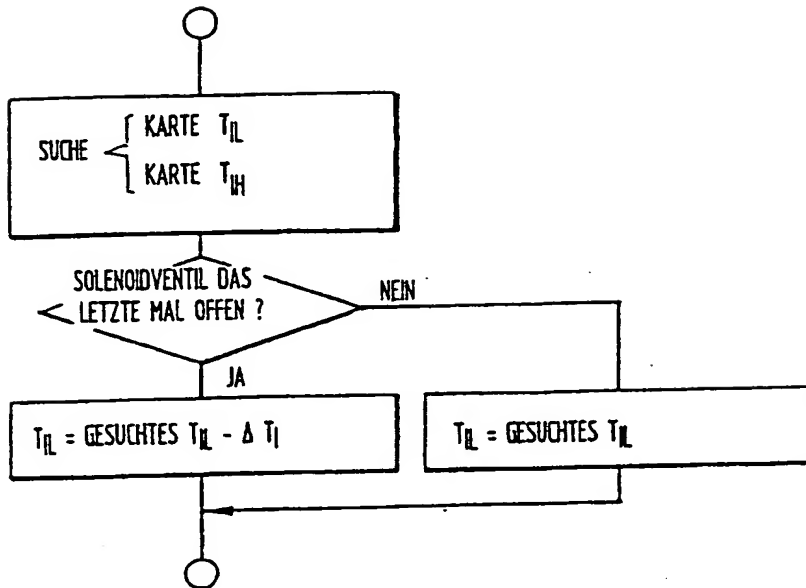 KARTE T_IL
SUCHE
KARTE T_IH
SOLENOIDVENTIL DAS
LETZTE MAL OFFEN ?
NEIN
JA
T_IL = GESUCHTES T_IL - Δ T_I
T_IL = GESUCHTES T_IL